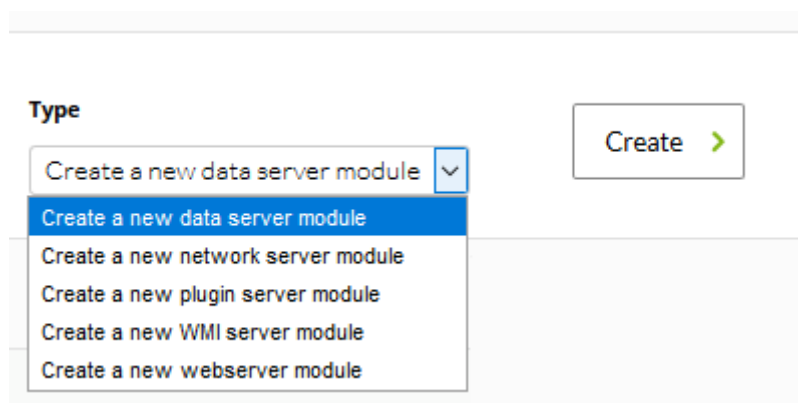 Type
Create a new data server module
Create
Create a new data server module
Create a new network server module
Create a new plugin server module
Create a new WMI server module
Create a new webserver module